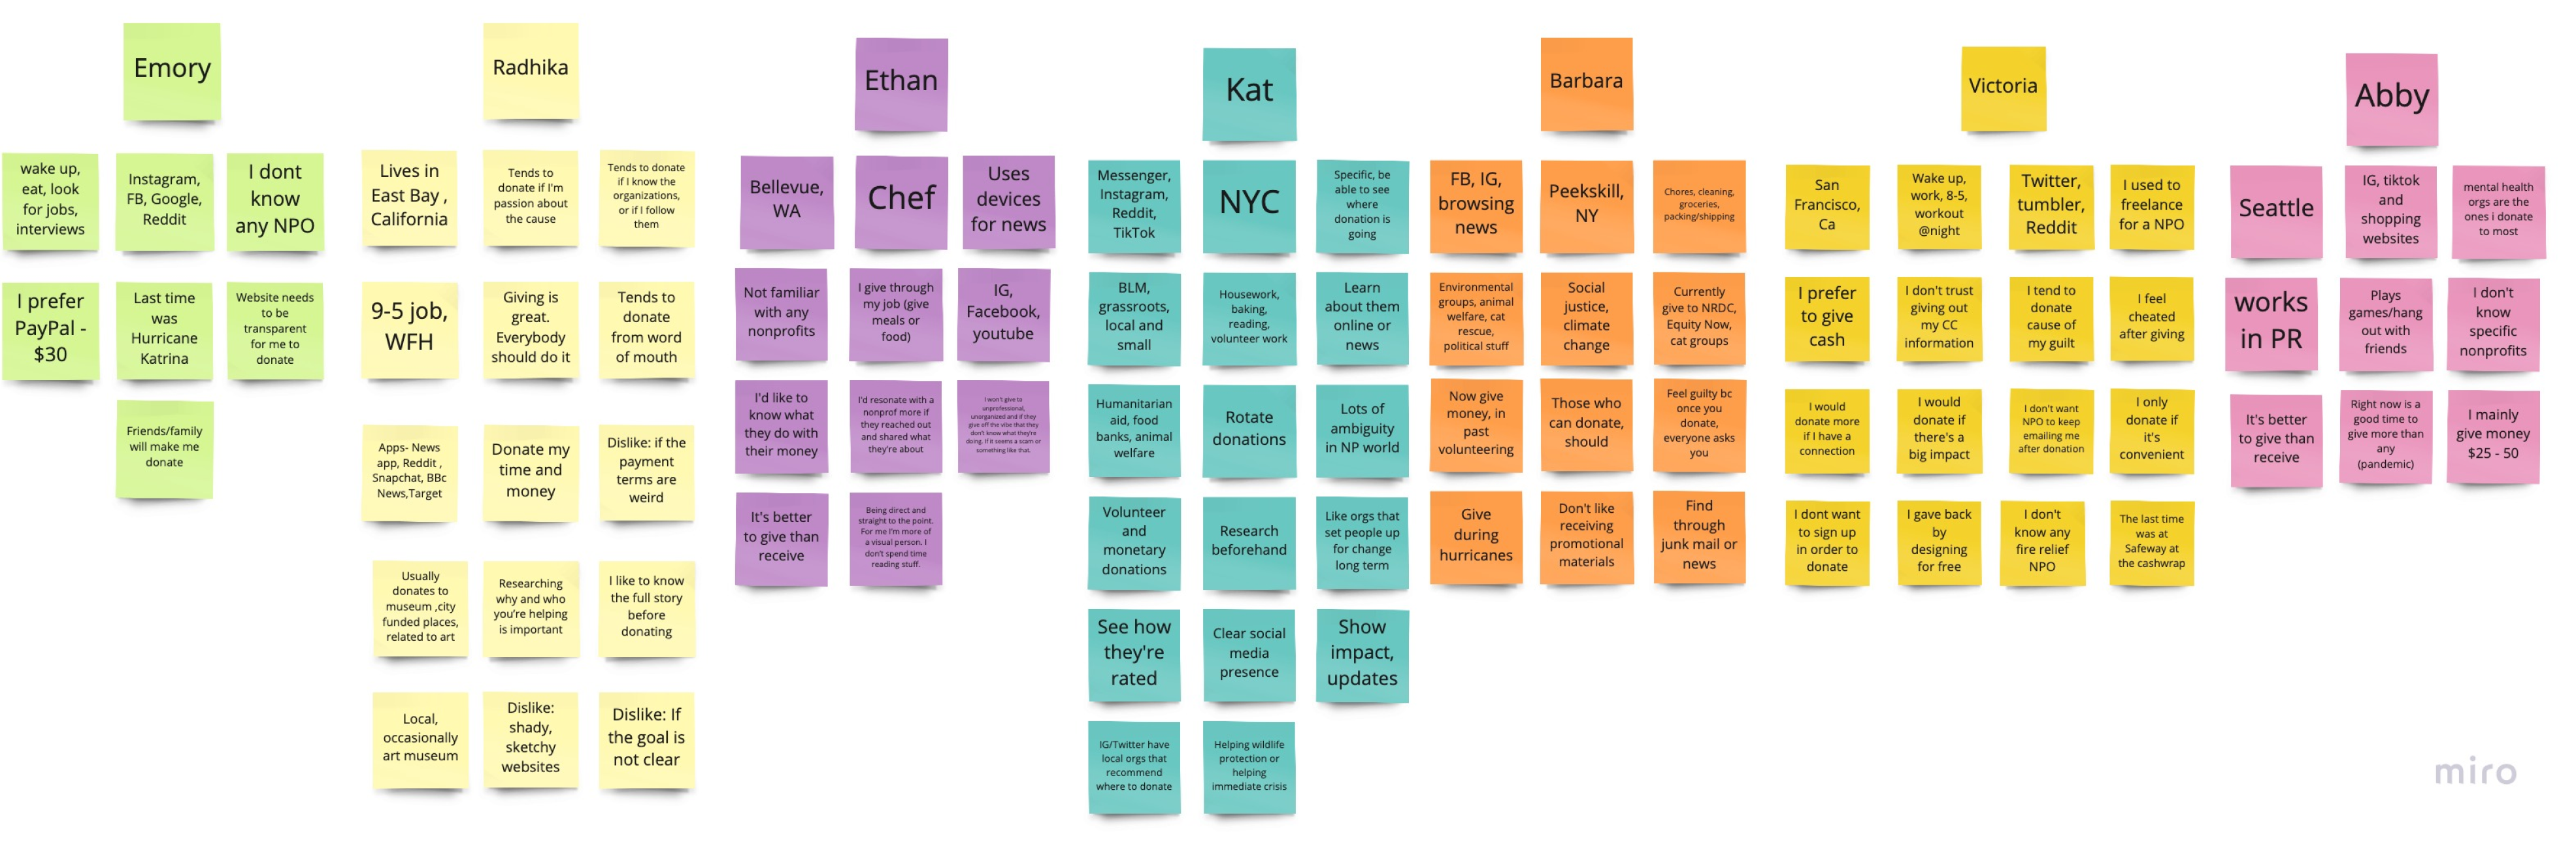 Emory
wake up,
eat, look
for jobs,
interviews
Instagram,
FB, Google,
Reddit
I dont
know
any NPO
I prefer
PayPal -
$30
Last time
was
Hurricane
Katrina
Website needs
to be
transparent
for me to
donate
Friends/family
will make me
donate
Radhika
Lives in
East Bay ,
California
Tends to
donate if I'm
passion about
the cause
Tends to donate
if I know the
organizations,
or if I follow
them
9-5 job,
WFH
Giving is
great.
Everybody
should do it
Tends to
donate
from word
of mouth
Apps- News
app, Reddit ,
Snapchat, BBc
News,Target
Donate my
time and
money
Dislike: if the
payment
terms are
weird
Usually
donates to
museum ,city
funded places,
related to art
Researching
why and who
you're helping
is important
I like to know
the full story
before
donating
Local,
occasionally
art museum
Dislike:
shady,
sketchy
websites
Dislike: If
the goal is
not clear
Ethan
Bellevue,
WA
Chef
Uses
devices
for news
Not familiar
with any
nonprofits
I give through
my job (give
meals or
food)
IG,
Facebook,
youtube
I'd like to
know what
they do with
their money
I'd resonate with a
nonprof more if
they reached out
and shared what
they're about
I won't give to
unprofessional,
unorganized and if they
give off the vibe that they
don't know what they're
doing. If it seems a scam or
something like that.
It's better
to give than
receive
Being direct and
straight to the point.
For me I'm more of
a visual person. I
don't spend time
reading stuff.
Kat
Messenger,
Instagram,
Reddit,
TikTok
NYC
Specific, be
able to see
where
donation is
going
BLM,
grassroots,
local and
small
Housework,
baking,
reading,
volunteer work
Learn
about them
online or
news
Humanitarian
aid, food
banks, animal
welfare
Rotate
donations
Lots of
ambiguity
in NP world
Volunteer
and
monetary
donations
Research
beforehand
Like orgs that
set people up
for change
long term
See how
they're
rated
Clear social
media
presence
Show
impact,
updates
IG/Twitter have
local orgs that
recommend
where to donate
Helping wildlife
protection or
helping
immediate crisis
Barbara
FB, IG,
browsing
news
Peekskill,
NY
Chores, cleaning,
groceries,
packing/shipping
Environmental
groups, animal
welfare, cat
rescue,
political stuff
Social
justice,
climate
change
Currently
give to NRDC,
Equity Now,
cat groups
Now give
money, in
past
volunteering
Those who
can donate,
should
Feel guilty bc
once you
donate,
everyone asks
you
Give
during
hurricanes
Don't like
receiving
promotional
materials
Find
through
junk mail or
news
Victoria
San
Francisco,
Ca
Wake up,
work, 8-5,
workout
@night
Twitter,
tumbler,
Reddit
I used to
freelance
for a NPO
I prefer
to give
cash
I don't trust
giving out
my CC
information
I tend to
donate
cause of
my guilt
I feel
cheated
after giving
I would
donate more
if I have a
connection
I would
donate if
there's a
big impact
I don't want
NPO to keep
emailing me
after donation
I only
donate if
it's
convenient
I dont want
to sign up
in order to
donate
I gave back
by
designing
for free
I don't
know any
fire relief
NPO
The last time
was at
Safeway at
the cashwrap
Abby
Seattle
IG, tiktok
and
shopping
websites
mental health
orgs are the
ones i donate
to most
works
in PR
Plays
games/hang
out with
friends
I don't
know
specific
nonprofits
It's better
to give than
receive
Right now is a
good time to
give more than
any
(pandemic)
I mainly
give money
$25 - 50
miro